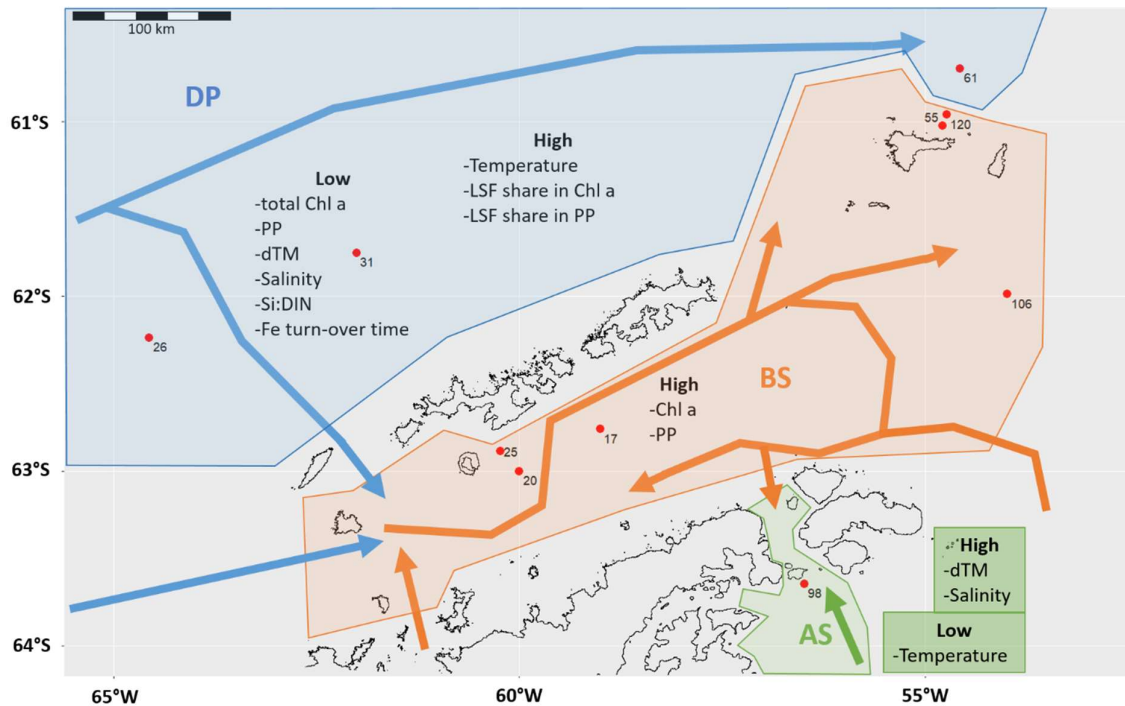 100 km
DP
61
61°S
55
120
High
-Temperature
-LSF share in Chl a
-LSF share in PP
Low
-total Chl a
-PP
-dTM
-Salinity
-Si:DIN
-Fe turn-over time
31
62°S
106
26
BS
High
-Chl a
-PP
17
25
63°S
20
High
-dTM
-Salinity
98
AS
Low
-Temperature
64°S
65°W
60°W
55°W